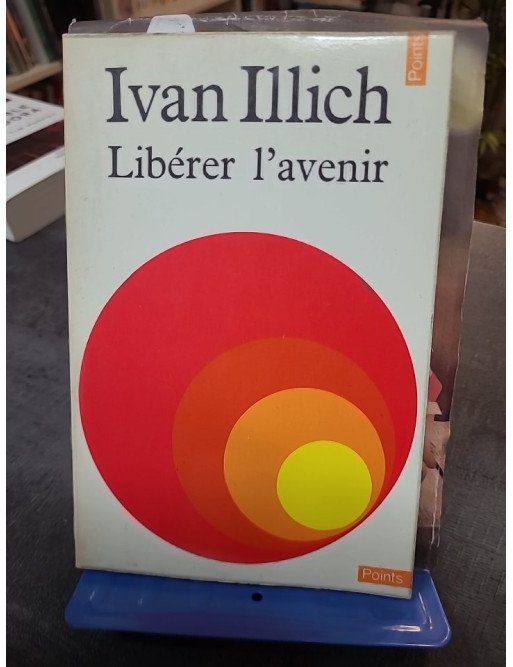 Points
Ivan Illich
Libérer l'avenir
Points